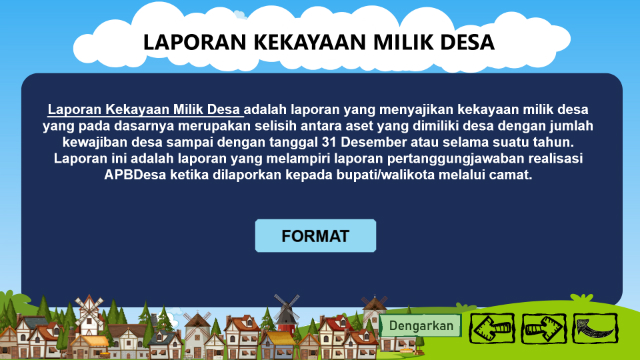 LAPORAN KEKAYAAN MILIK DESA
Laporan Kekayaan Milik Desa adalah laporan yang menyajikan kekayaan milik desa
yang pada dasarnya merupakan selisih antara aset yang dimiliki desa dengan jumlah
kewajiban desa sampai dengan tanggal 31 Desember atau selama suatu tahun.
Laporan ini adalah laporan yang melampiri laporan pertanggungjawaban realisasi
APBDesa ketika dilaporkan kepada bupati/walikota melalui camat.
FORMAT
Dengarkan